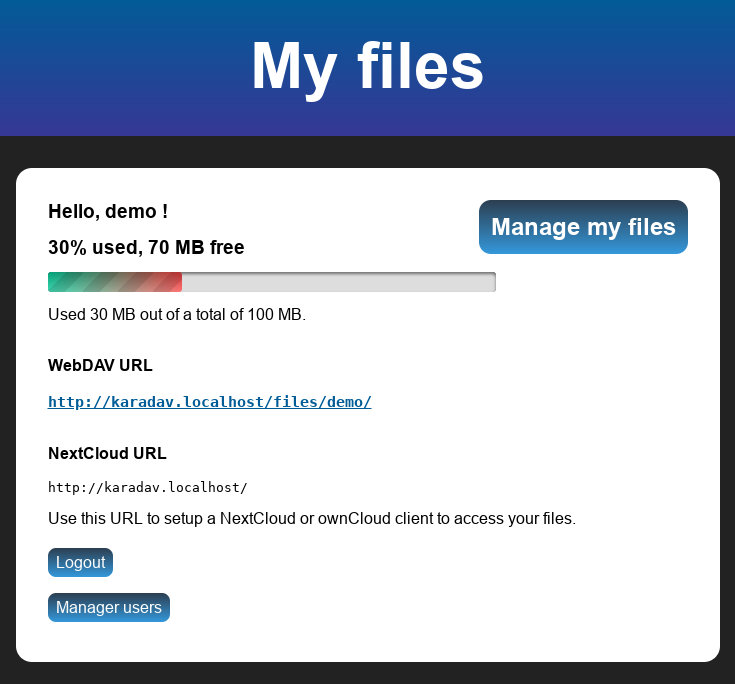 My files
Hello, demo !
Manage my files
30% used, 70 MB free
Used 30 MB out of a total of 100 MB.
WebDAV URL
http://karadav.localhost/files/demo/
NextCloud URL
http://karadav.localhost/
Use this URL to setup a NextCloud or ownCloud client to access your files.
Logout
Manager users